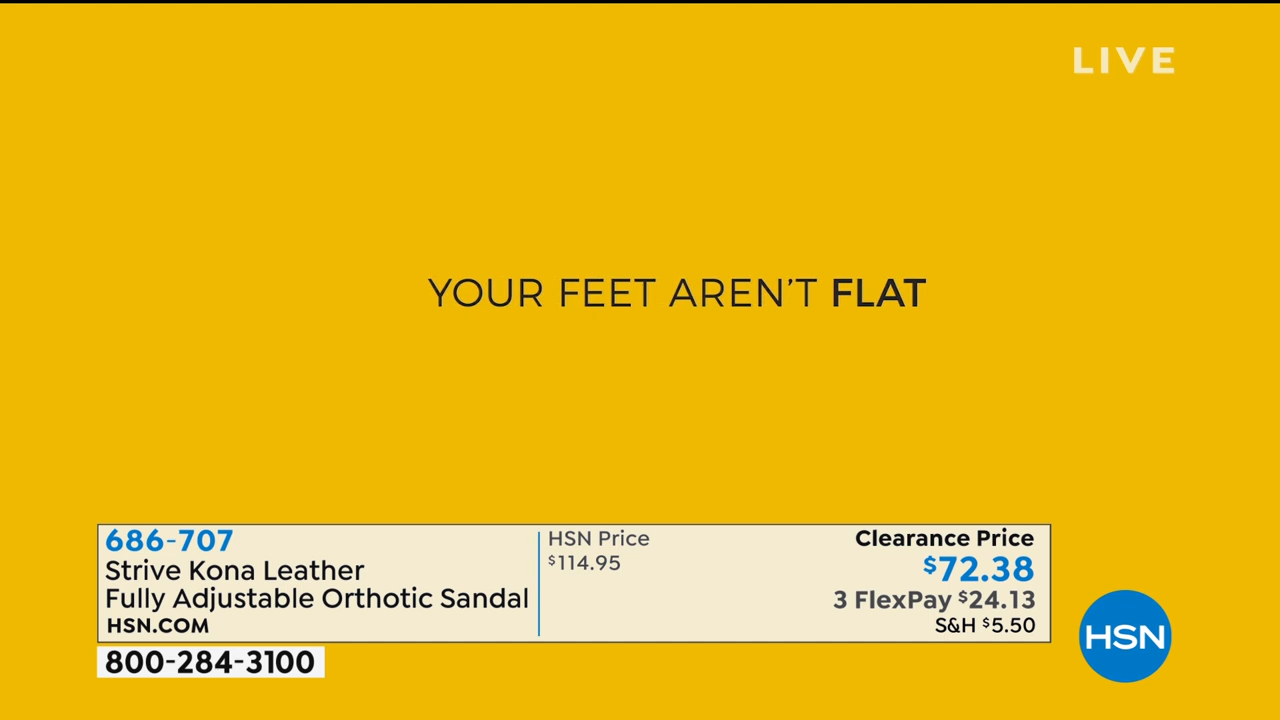 LIVE
YOUR FEET AREN'T FLAT
686-707
Strive Kona Leather
Fully Adjustable Orthotic Sandal
HSN.COM
HSN Price
$114.95
Clearance Price
$72.38
3 FlexPay $24.13
S&H $5.50
800-284-3100
HSN